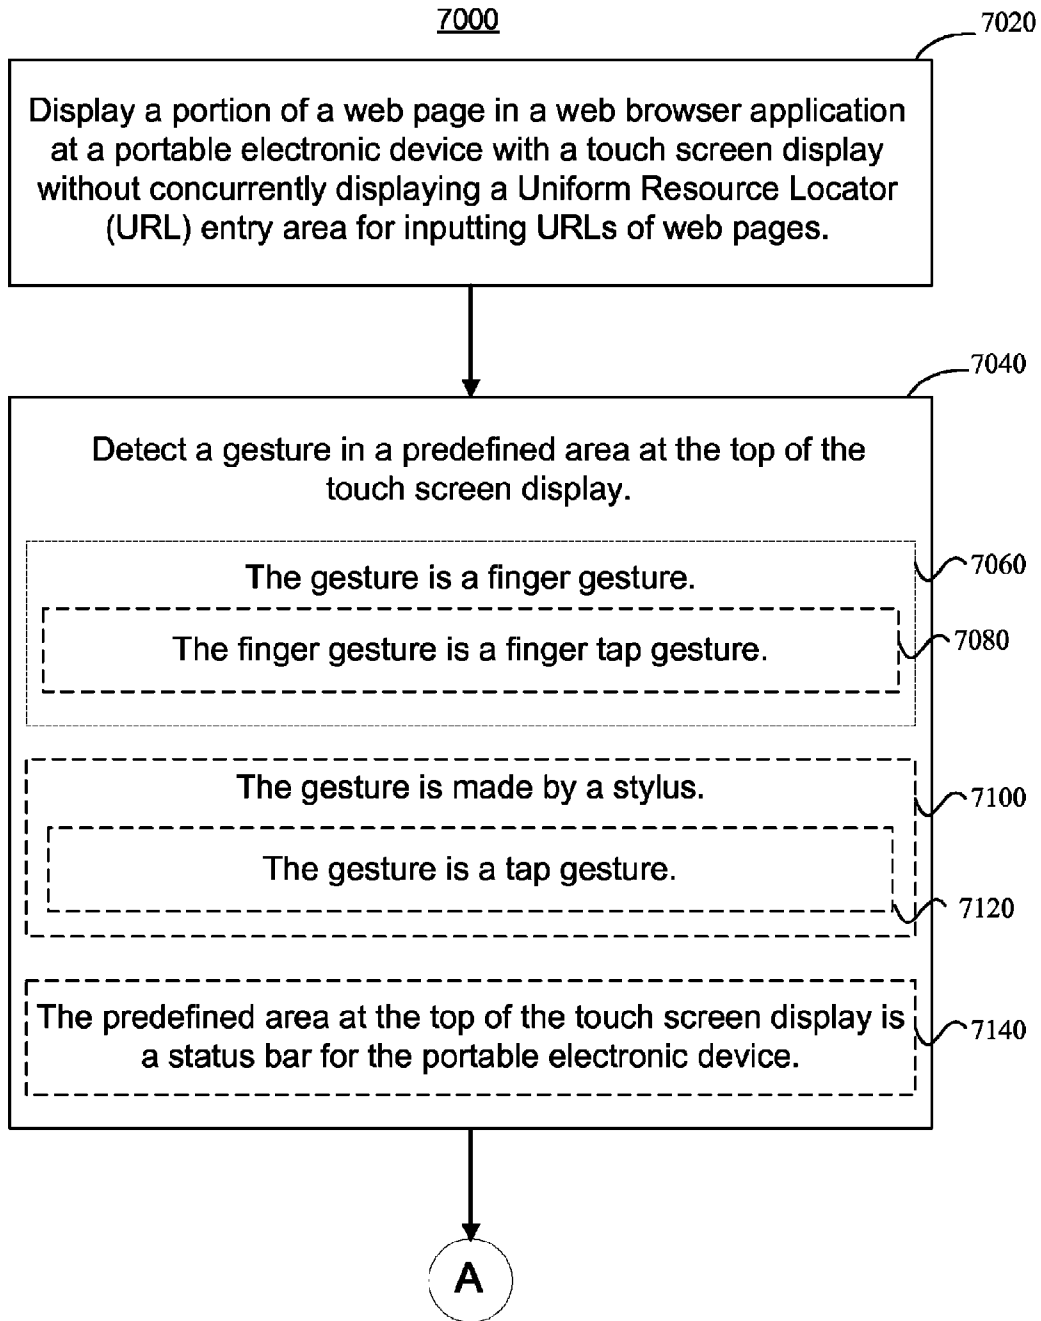 7000
7020
Display a portion of a web page in a web browser application
at a portable electronic device with a touch screen display
without concurrently displaying a Uniform Resource Locator
(URL) entry area for inputting URLs of web pages.
7040
Detect a gesture in a predefined area at the top of the
touch screen display.
7060
The gesture is a finger gesture.
7080
The finger gesture is a finger tap gesture.
The gesture is made by a stylus.
7100
The gesture is a tap gesture.
7120
The predefined area at the top of the touch screen display is
7140
a status bar for the portable electronic device.
A